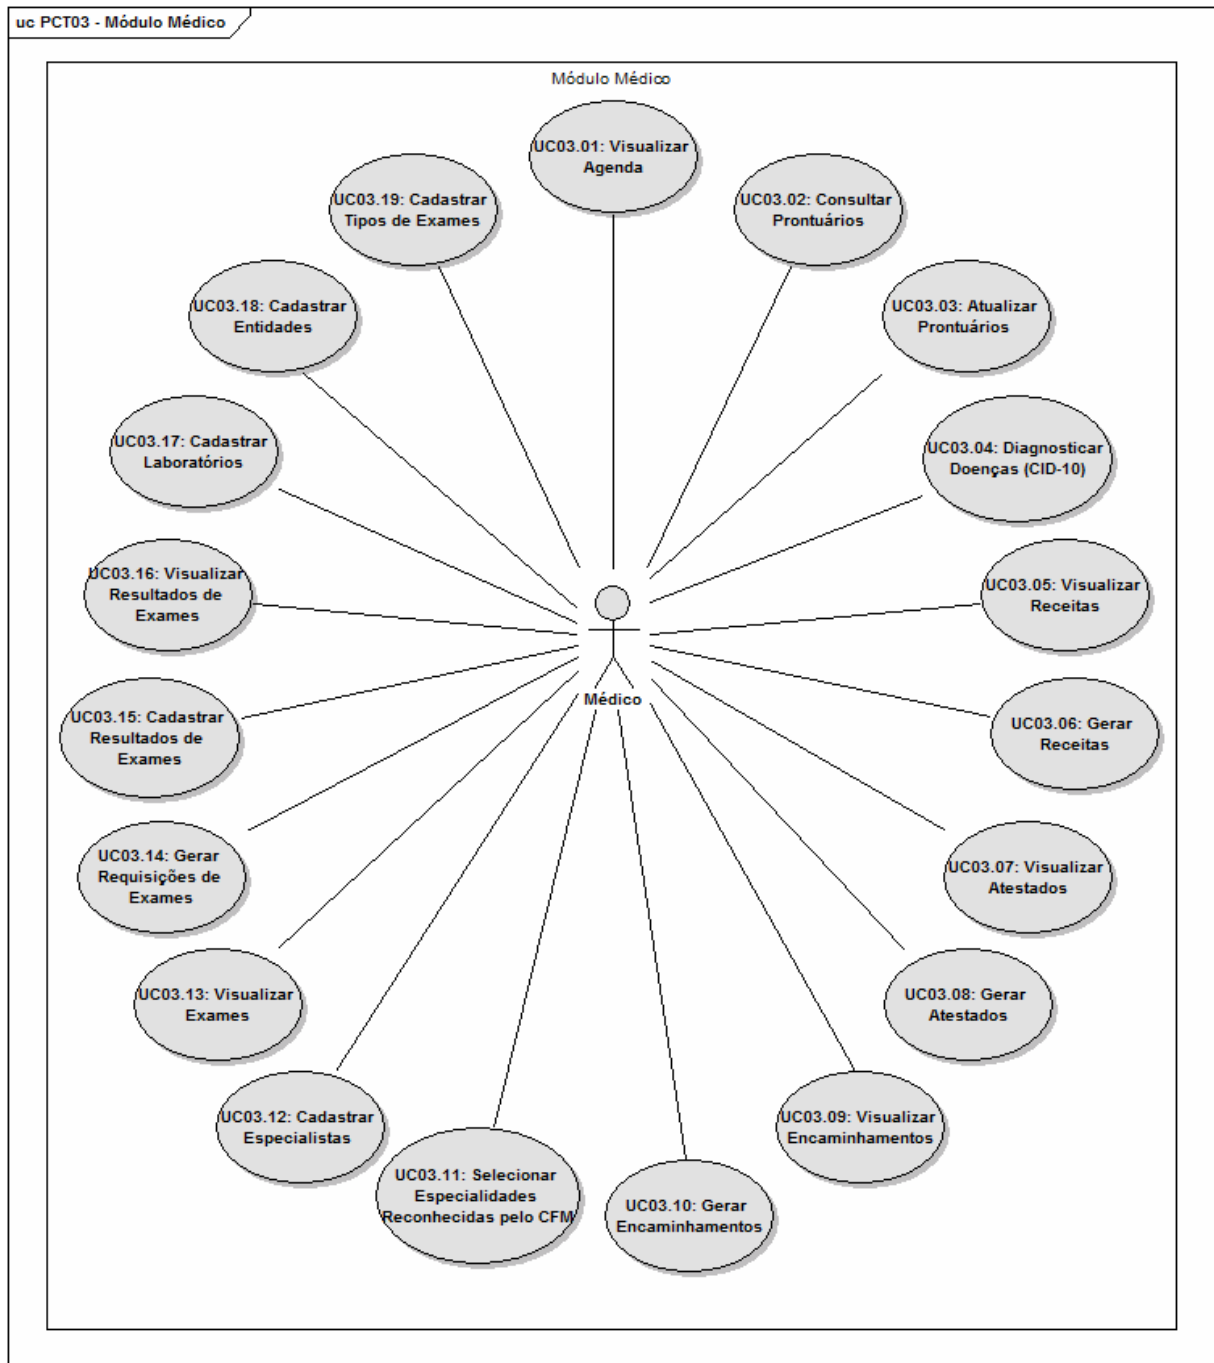 uc PCT03 - Módulo Médico
Módulo Médico
UC03.01: Visualizar
Agenda
UC03.02: Consultar
Prontuários
UC03.03: Atualizar
Prontuários
UC03.04: Diagnosticar
Doenças (CID-10)
UC03.05: Visualizar
Receitas
UC03.06: Gerar
Receitas
UC03.07: Visualizar
Atestados
UC03.08: Gerar
Atestados
UC03.09: Visualizar
Encaminhamentos
UC03.10: Gerar
Encaminhamentos
UC03.11: Selecionar
Especialidades
Reconhecidas pelo CFM
UC03.12: Cadastrar
Especialistas
UC03.13: Visualizar
Exames
UC03.14: Gerar
Requisições de
Exames
UC03.15: Cadastrar
Resultados de
Exames
UC03.16: Visualizar
Resultados de
Exames
UC03.17: Cadastrar
Laboratórios
UC03.18: Cadastrar
Entidades
UC03.19: Cadastrar
Tipos de Exames
Médico